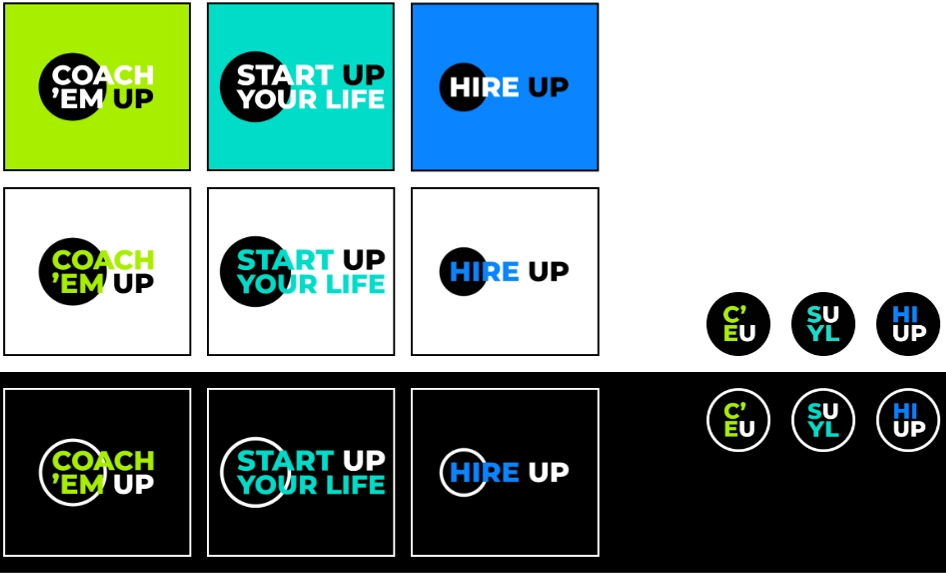 COACH
'EM UP
START UP
YOUR LIFE
HIRE UP
COACH
'EM UP
START UP
YOUR LIFE
HIRE UP
C'
EU
SU
YL
HI
UP
COACH
'EM UP
START UP
YOUR LIFE
HIRE UP
C'
EU
SU
YL
HI
UP